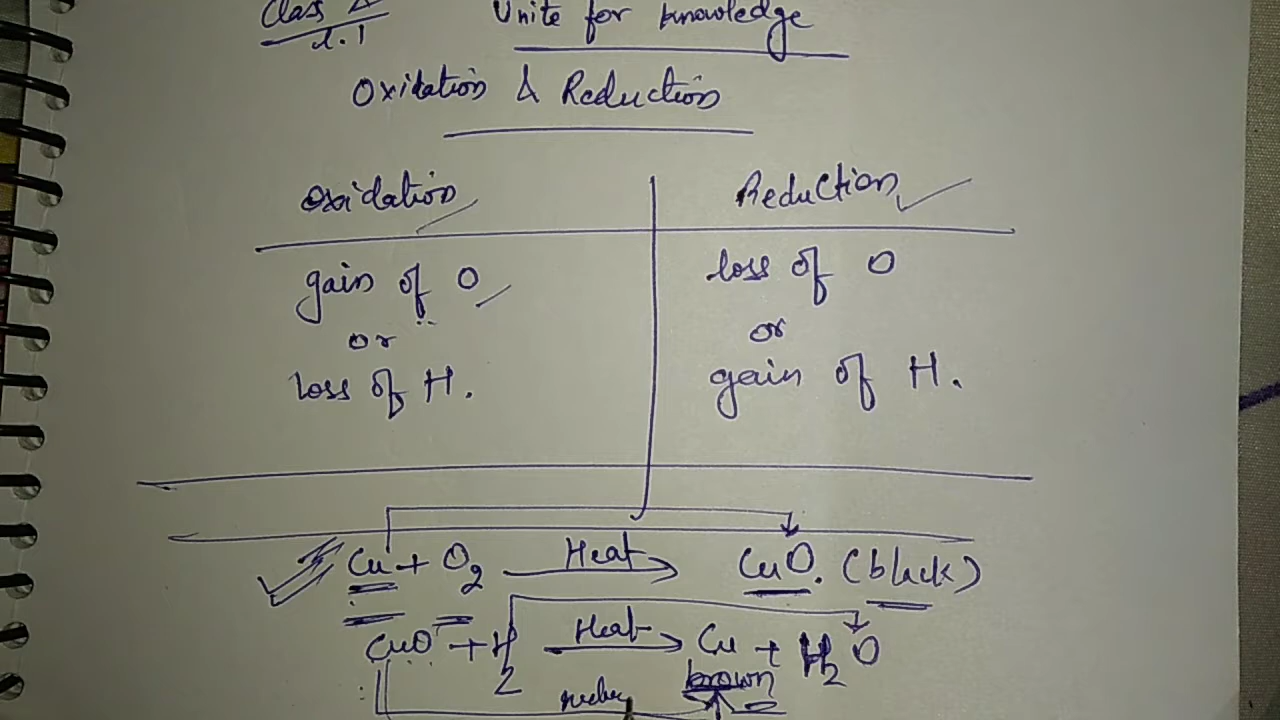 Class X Unite for knowledge
d.1
Oxidation & Reduction
Oxidation Reduction
gain of O loss of O
or or
loss of H. gain of H.
Cu + O2 Heat CuO. (black)
CuO + H2 Heat Cu + H2O
brown